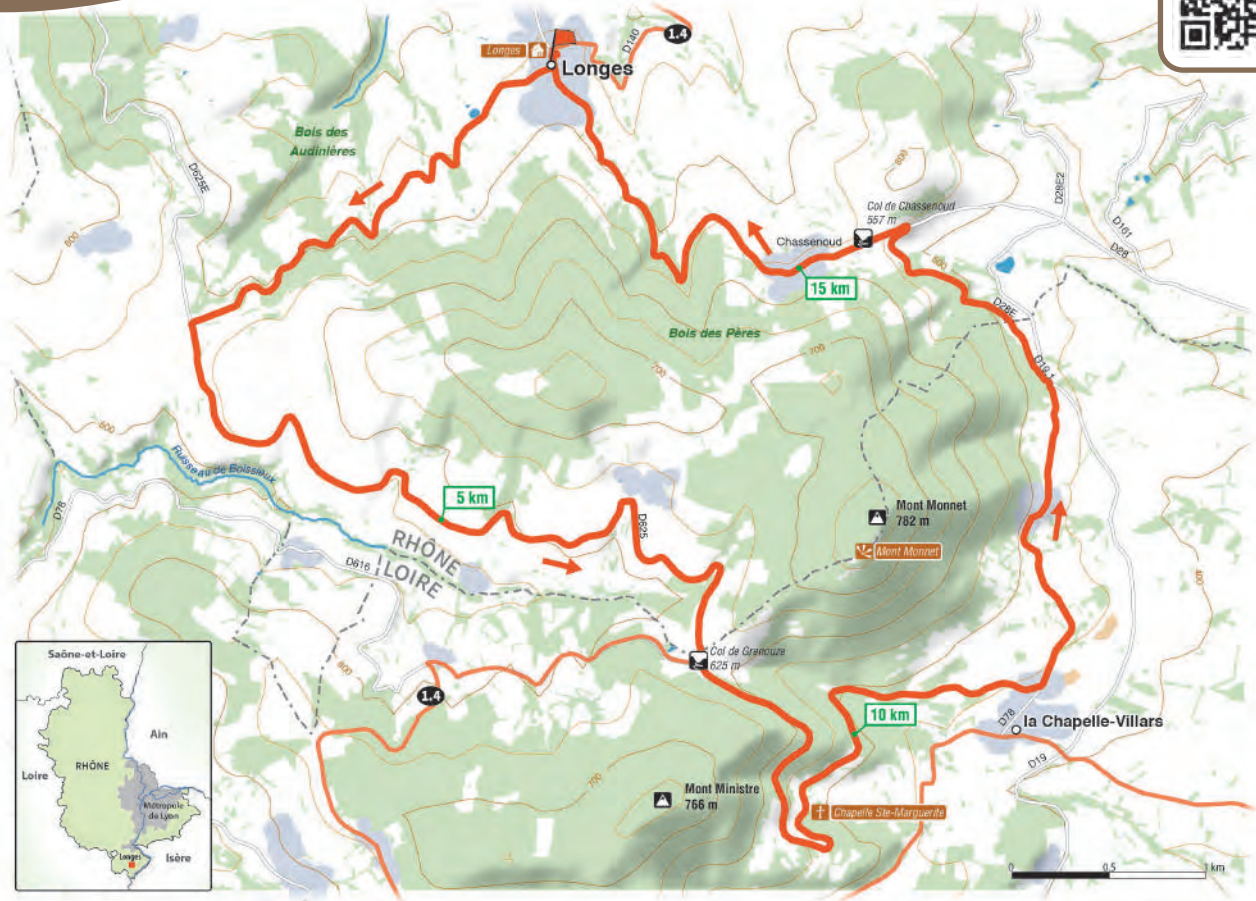 Longes
Longes
D140
1.4
Bois des
Audinières
D625E
600
600
Col de Chassenoud
557 m
Chassenoud
15 km
D28E2
D161
D28
600
D28E
D19.1
Bois des Pères
700
700
600
Ruisseau de Boissieux
D78
5 km
RHÔNE
LOIRE
D616
D625
Mont Monnet
782 m
Mont Monnet
400
Col de Grenouze
625 m
600
1.4
10 km
D78
la Chapelle-Villars
D19
700
Mont Ministre
766 m
Chapelle Ste-Marguerite
Saône-et-Loire
Ain
Loire
RHÔNE
Métropole
de Lyon
Longes
Isère
0 0,5 1 km